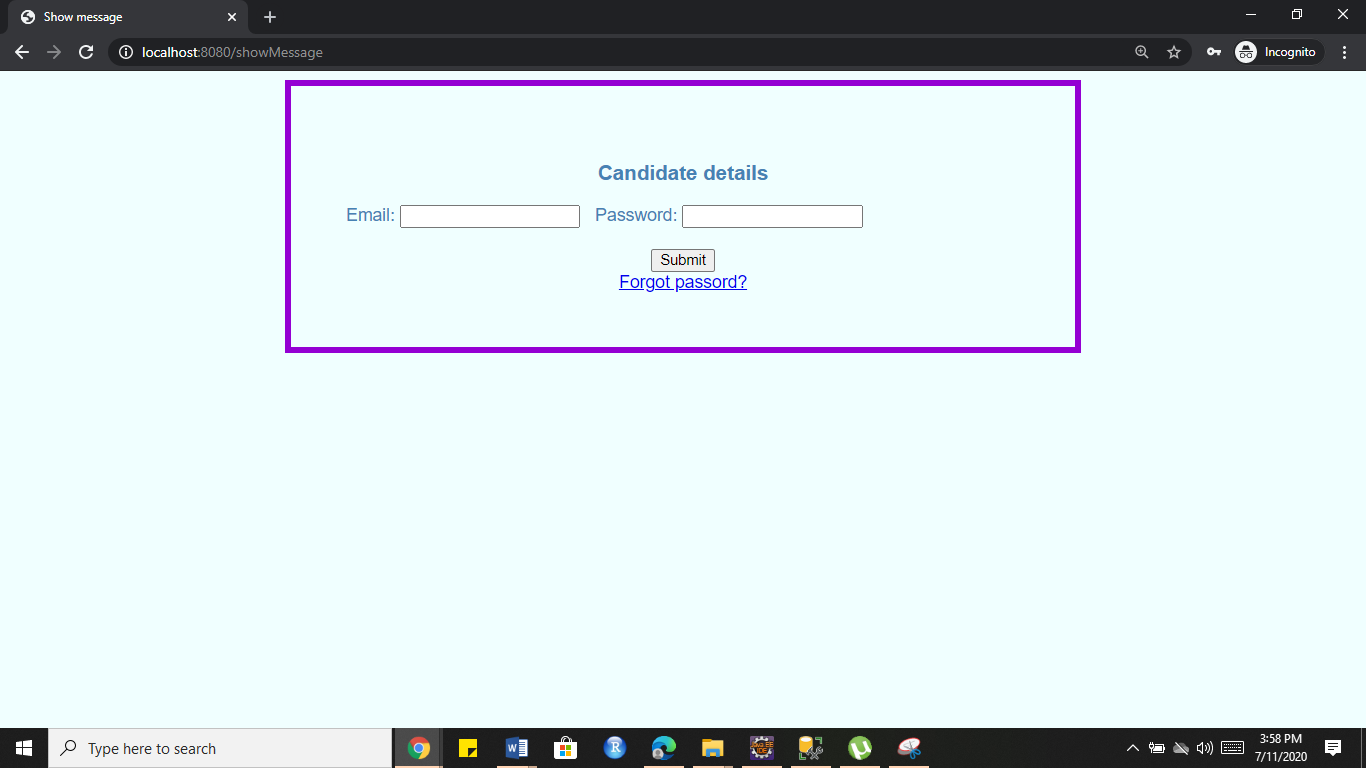 Show message
localhost:8080/showMessage
Incognito
Candidate details
Email: Password:
Submit
Forgot passord?
Type here to search
3:58 PM
7/11/2020